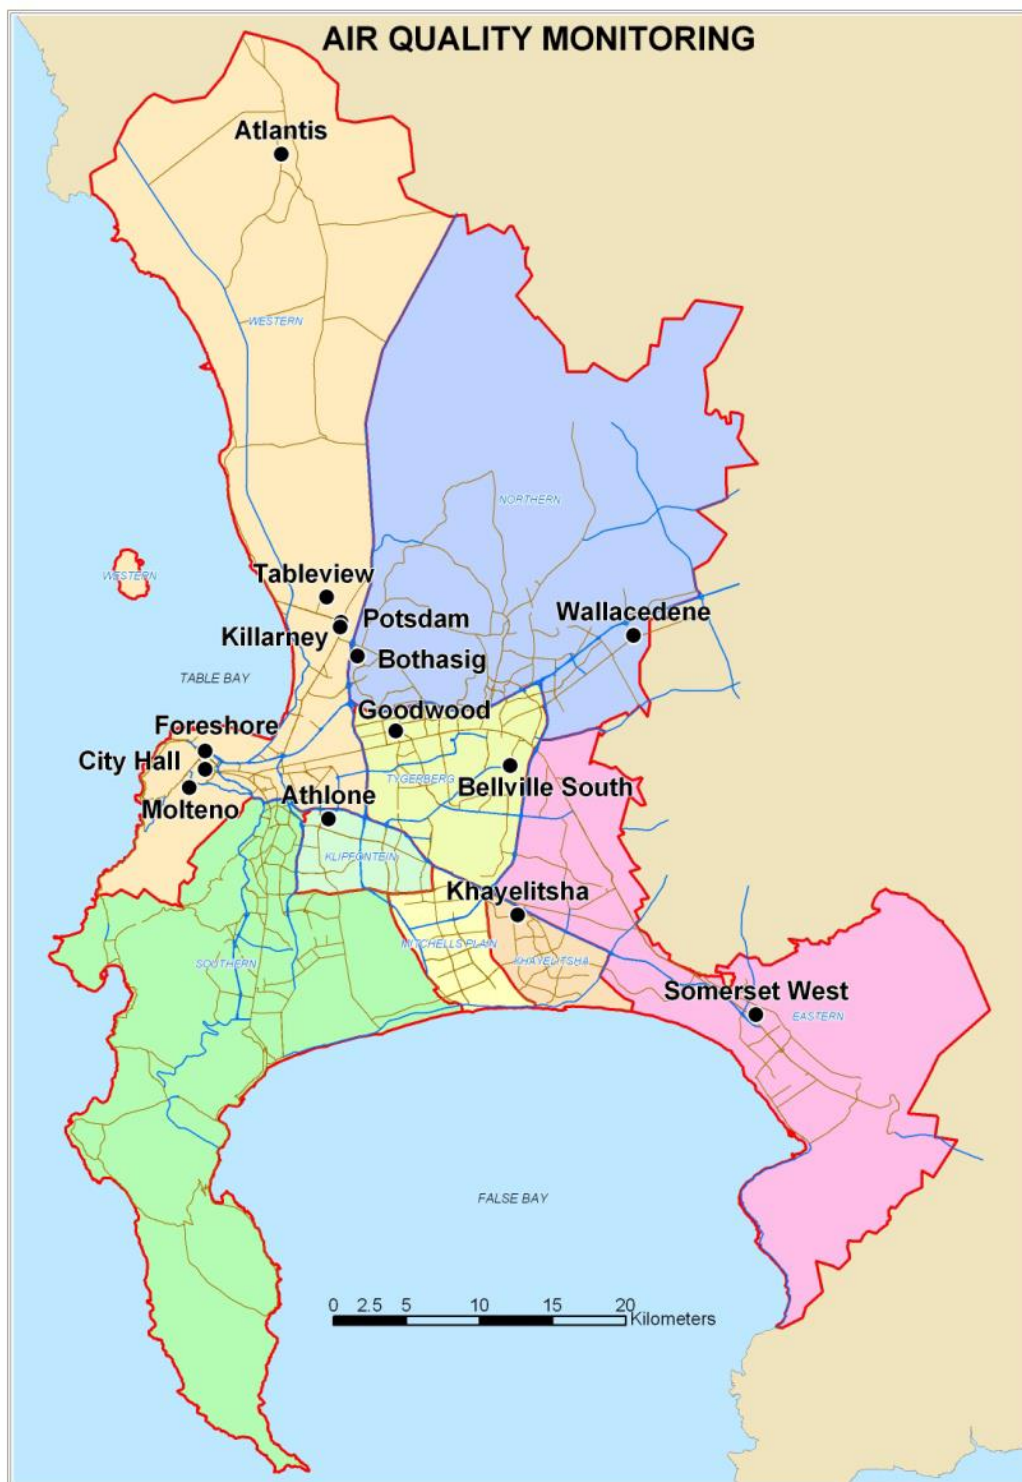 AIR QUALITY MONITORING
Atlantis
WESTERN
NORTHERN
Tableview
WESTERN
Potsdam
Wallacedene
Killarney
Bothasig
TABLE BAY
Goodwood
Foreshore
City Hall
TYGERBERG
Bellville South
Athlone
Molteno
KLIPFONTEIN
Khayelitsha
MITCHELLS PLAIN
KHAYELITSHA
SOUTHERN
Somerset West
EASTERN
FALSE BAY
0 2.5 5 10 15 20
Kilometers